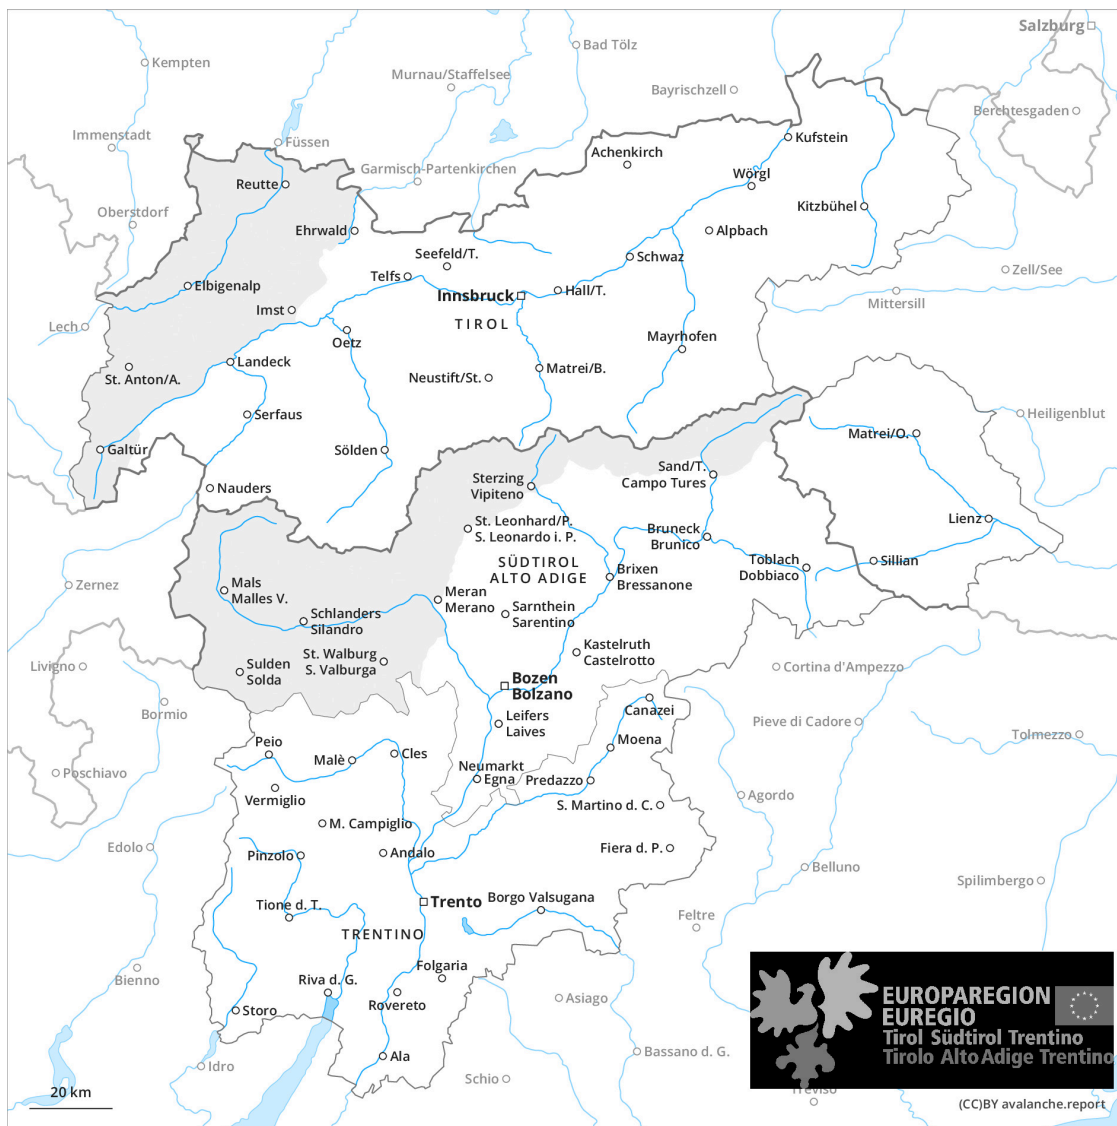 Salzburg
Bad Tölz
Kempten
Murnau/Staffelsee
Bayrischzell
Berchtesgaden
Immenstadt
Füssen
Kufstein
Achenkirch
Garmisch-Partenkirchen
Wörgl
Reutte
Kitzbühel
Oberstdorf
Ehrwald
Alpbach
Seefeld/T.
Schwaz
Zell/See
Telfs
Elbigenalp
Hall/T.
Innsbruck
Mittersill
Imst
TIROL
Lech
Mayrhofen
Oetz
Landeck
Matrei/B.
St. Anton/A.
Neustift/St.
Serfaus
Heiligenblut
Matrei/O.
Galtür
Sölden
Sand/T.
Campo Tures
Sterzing
Vipiteno
Nauders
Lienz
St. Leonhard/P.
S. Leonardo i. P.
Bruneck
Brunico
SÜDTIROL
ALTO ADIGE
Toblach
Dobbiaco
Sillian
Brixen
Bressanone
Zernez
Mals
Malles V.
Meran
Merano
Sarnthein
Sarentino
Schlanders
Silandro
Kastelruth
Castelrotto
St. Walburg
S. Valburga
Livigno
Sulden
Solda
Cortina d'Ampezzo
Bozen
Bolzano
Canazei
Bormio
Leifers
Laives
Pieve di Cadore
Tolmezzo
Moena
Peio
Cles
Malè
Neumarkt
Egna
Predazzo
Poschiavo
Vermiglio
Agordo
S. Martino d. C.
M. Campiglio
Edolo
Fiera d. P.
Pinzolo
Andalo
Belluno
Spilimbergo
Trento
Borgo Valsugana
Tione d. T.
Feltre
TRENTINO
Folgaria
Bienno
Riva d. G.
Rovereto
Asiago
Storo
EUROPAREGION
EUREGIO
Tirol Südtirol Trentino
Tirolo Alto Adige Trentino
Ala
Bassano d. G.
Idro
Schio
Treviso
20 km
(CC)BY avalanche.report